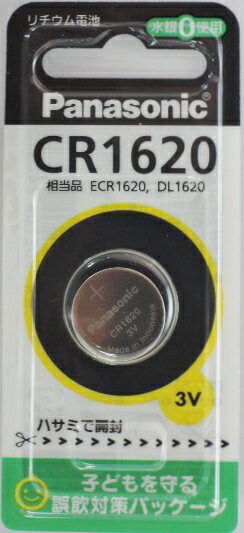 リチウム電池
水銀0使用
Panasonic
CR1620
相当品 ECR1620, DL1620
+
Panasonic
CR1620
3V
Made in Indonesia
3V
ハサミで開封
子どもを守る
誤飲対策パッケージ